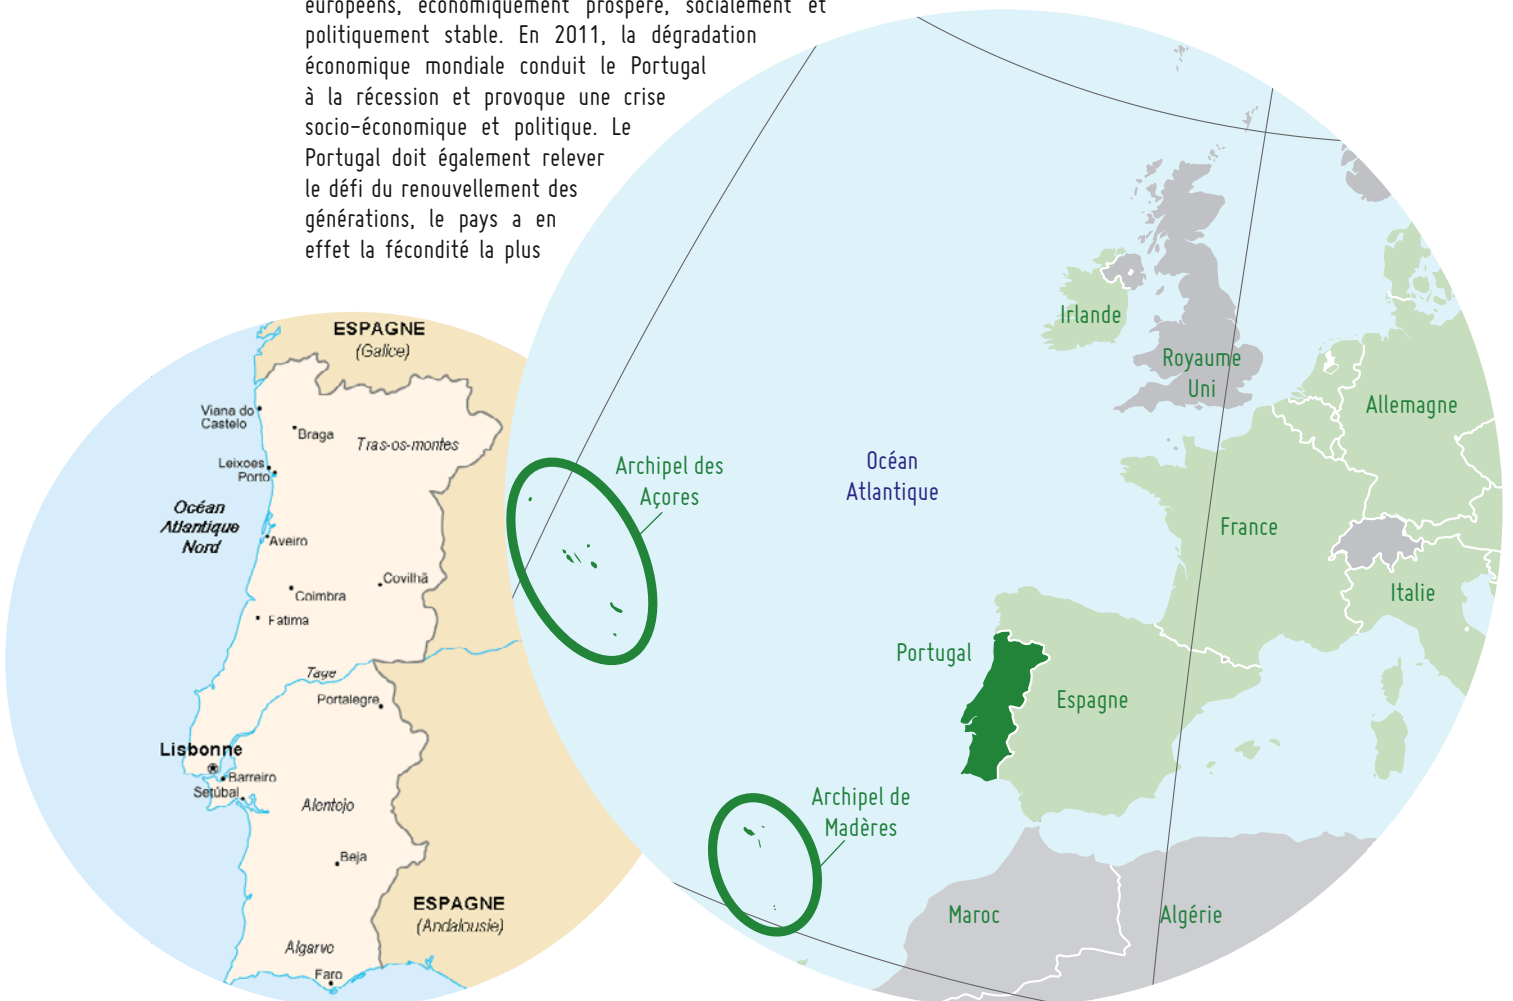 européens, économiquement prospère, socialement et
politiquement stable. En 2011, la dégradation
économique mondiale conduit le Portugal
à la récession et provoque une crise
socio-économique et politique. Le
Portugal doit également relever
le défi du renouvellement des
générations, le pays a en
effet la fécondité la plus
ESPAGNE
(Galice)
Viana do
Castelo
Braga
Tras-os-montes
Leixoes
Porto
Océan
Atlantique
Nord
Aveiro
Covilhã
Coimbra
Fatima
Tage
Portalegre
Lisbonne
Barreiro
Setúbal
Alentejo
Beja
ESPAGNE
(Andalousie)
Algarve
Faro
Irlande
Royaume
Uni
Allemagne
Archipel des
Açores
Océan
Atlantique
France
Italie
Portugal
Espagne
Archipel de
Madères
Maroc
Algérie